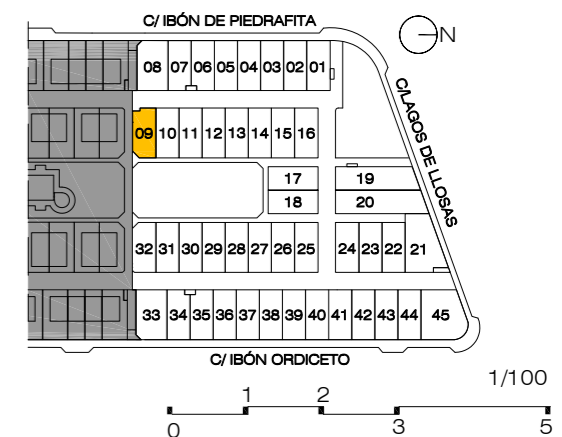 C/ IBÓN DE PIEDRAFITA
N
08 07 06 05 04 03 02 01
C/LAGOS DE LLOSAS
09 10 11 12 13 14 15 16
17 19
18 20
32 31 30 29 28 27 26 25 24 23 22 21
33 34 35 36 37 38 39 40 41 42 43 44 45
C/ IBÓN ORDICETO
1/100
1 2
0 3 5